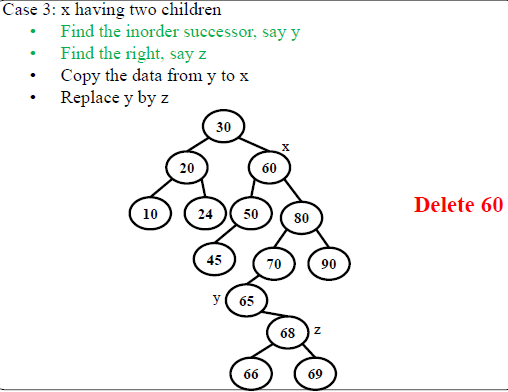 Case 3: x having two children
• Find the inorder successor, say y
• Find the right, say z
• Copy the data from y to x
• Replace y by z
30
x
20
60
10
24
50
80
Delete 60
45
70
90
y
65
68
z
66
69